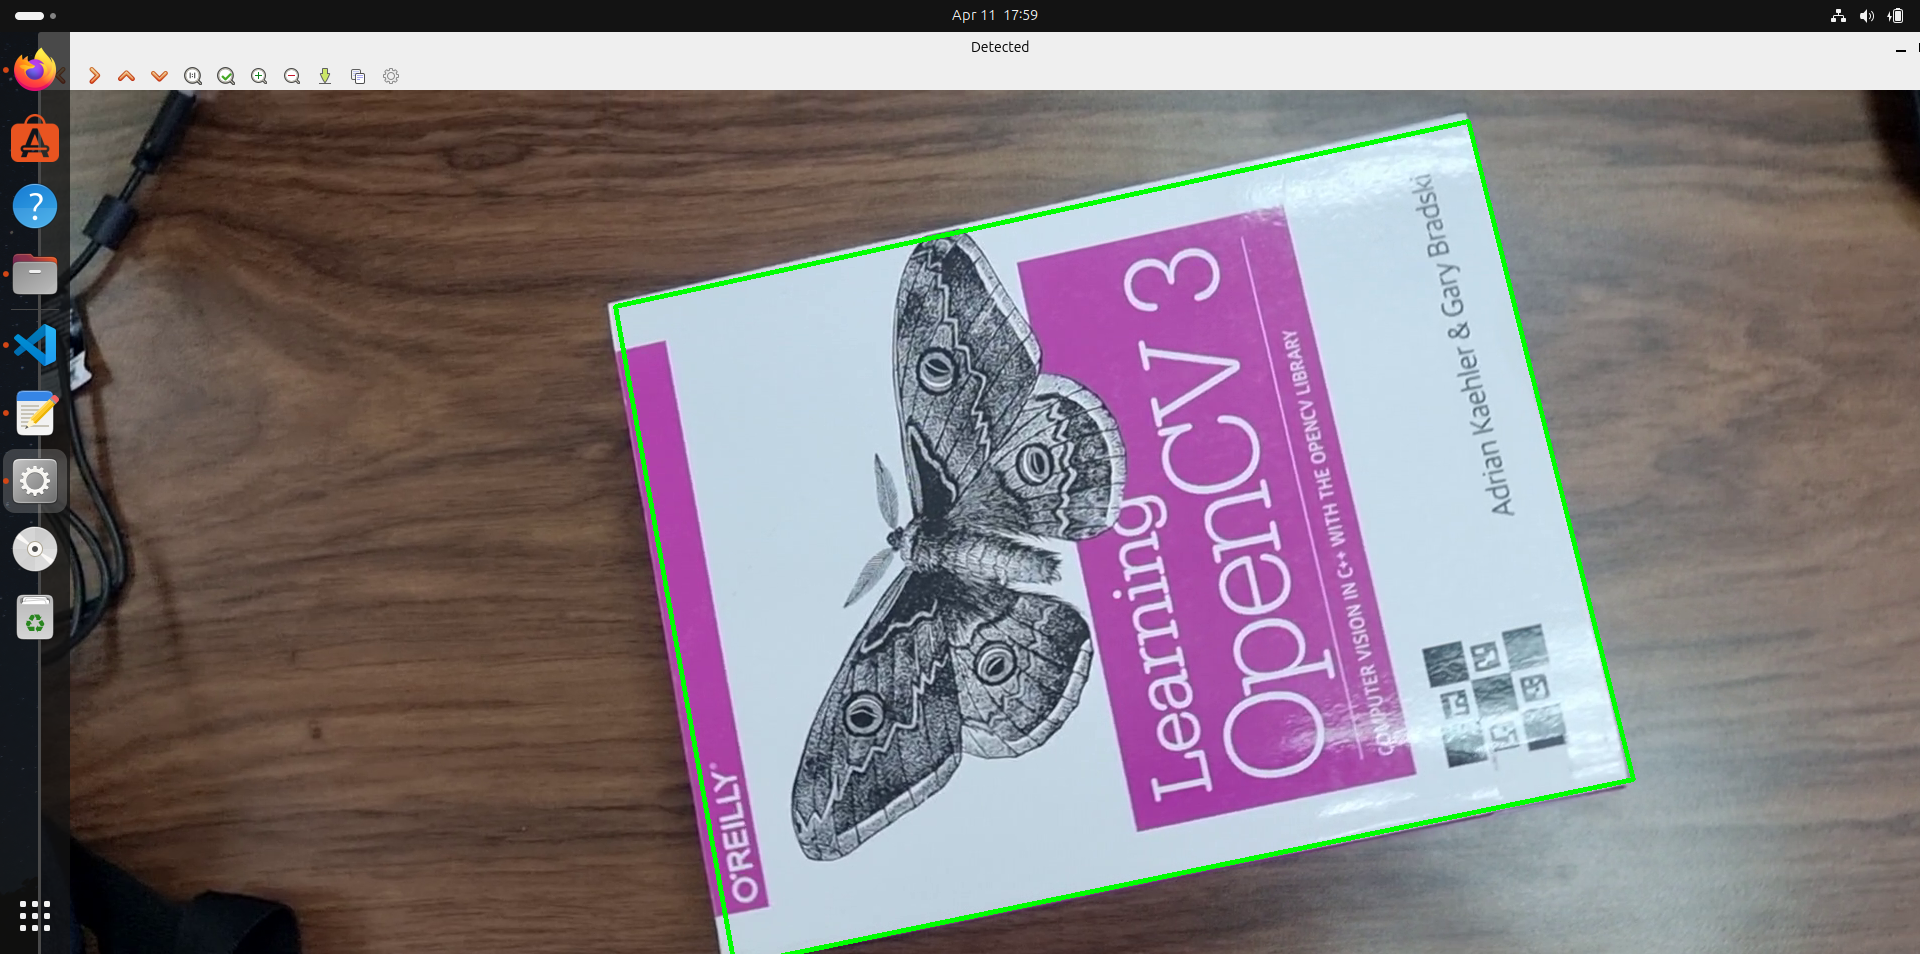 Apr 11 17:59
Detected
O'REILLY®
Learning
OpenCV 3
COMPUTER VISION IN C++ WITH THE OPENCV LIBRARY
Adrian Kaehler & Gary Bradski